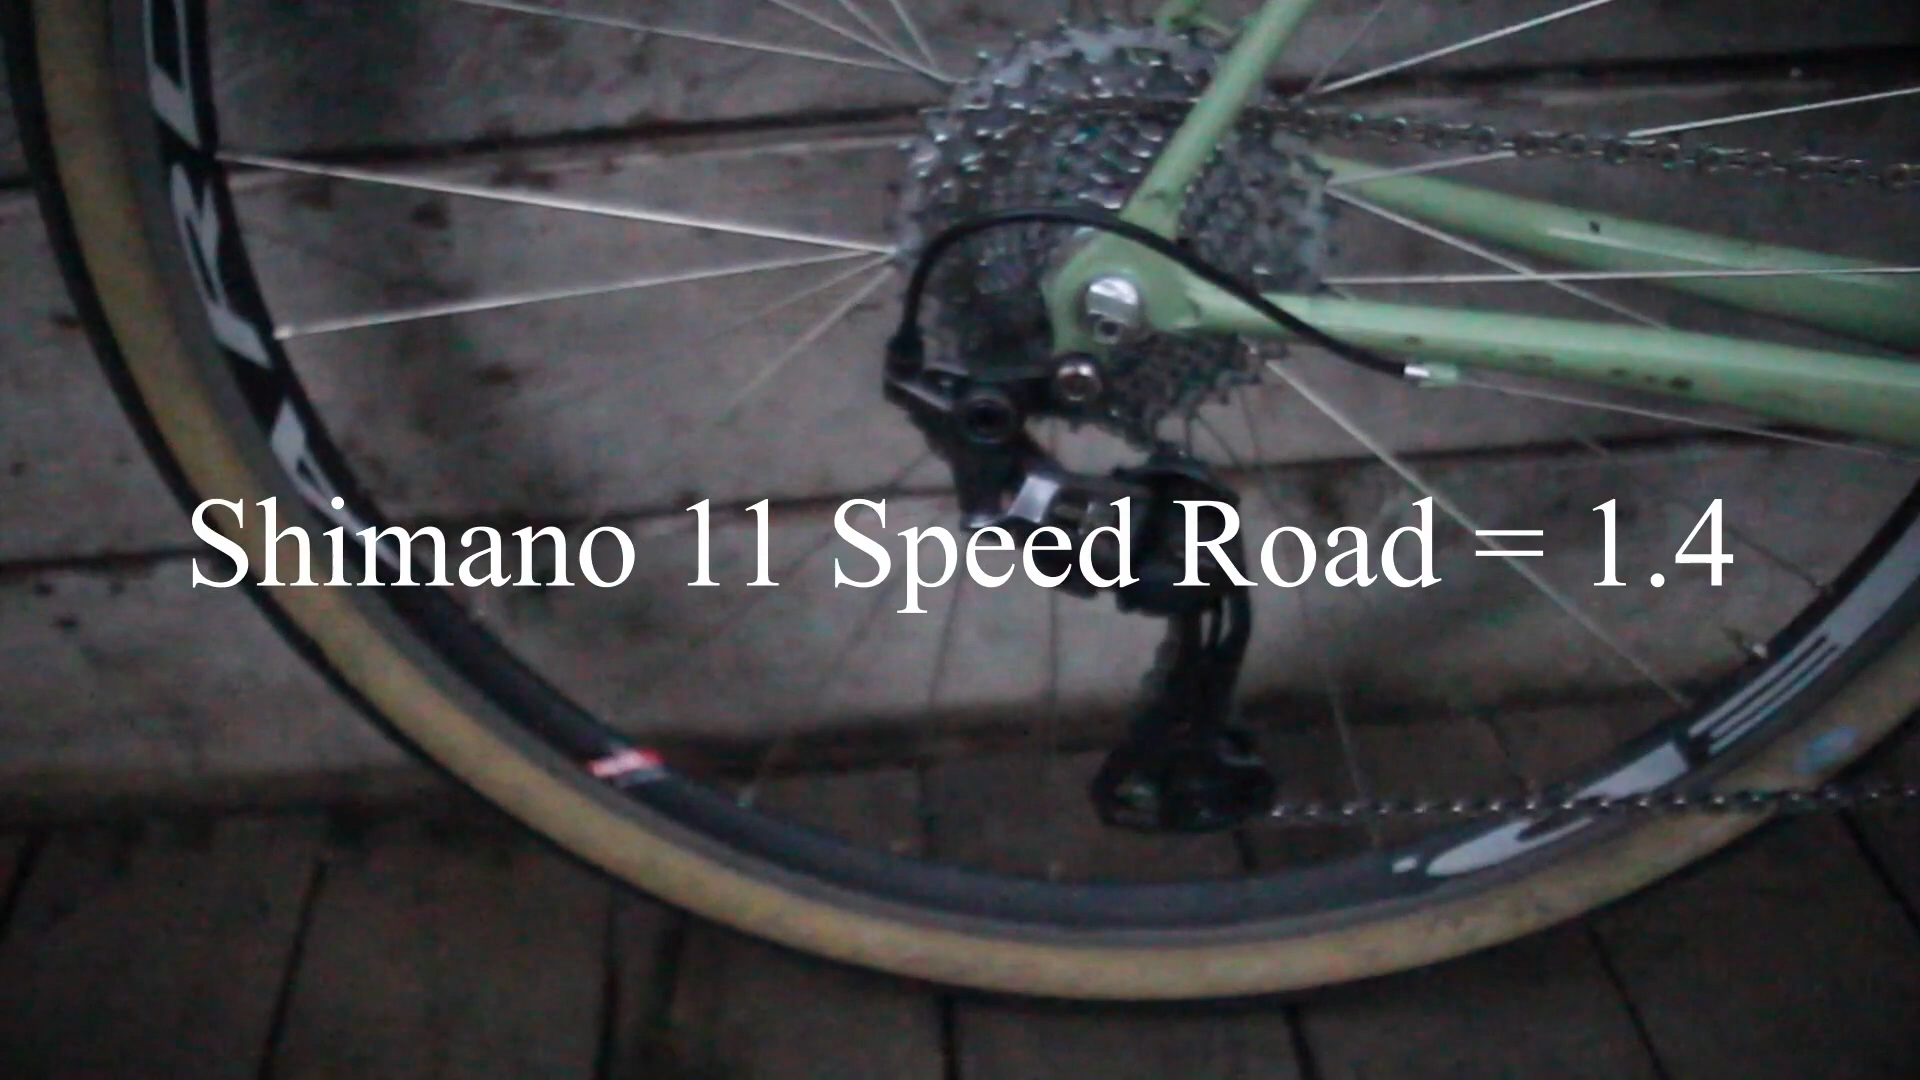 Shimano 11 Speed Road = 1.4